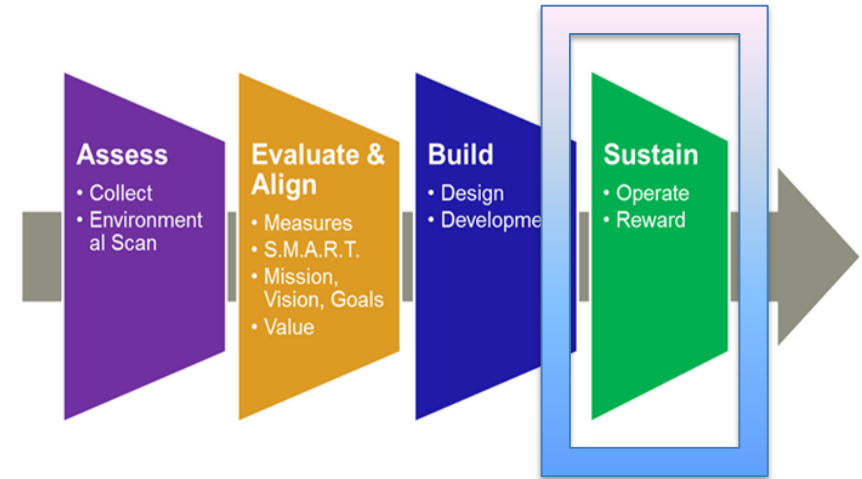 Assess
• Collect
• Environment
al Scan
Evaluate &
Align
• Measures
• S.M.A.R.T.
• Mission,
Vision, Goals
• Value
Build
• Design
• Developme
Sustain
• Operate
• Reward